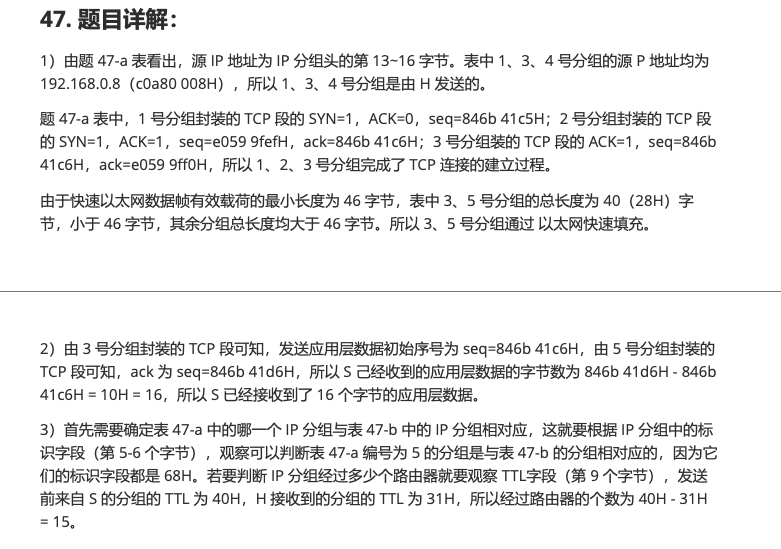 47. 题目详解：
1）由题 47-a 表看出，源 IP 地址为 IP 分组头的第 13~16 字节。表中 1、3、4 号分组的源 P 地址均为
192.168.0.8（c0a80 008H），所以 1、3、4 号分组是由 H 发送的。
题 47-a 表中，1 号分组封装的 TCP 段的 SYN=1，ACK=0，seq=846b 41c5H；2 号分组封装的 TCP 段
的 SYN=1，ACK=1，seq=e059 9fefH，ack=846b 41c6H；3 号分组装的 TCP 段的 ACK=1，seq=846b
41c6H，ack=e059 9ff0H，所以 1、2、3 号分组完成了 TCP 连接的建立过程。
由于快速以太网数据帧有效载荷的最小长度为 46 字节，表中 3、5 号分组的总长度为 40（28H）字
节，小于 46 字节，其余分组总长度均大于 46 字节。所以 3、5 号分组通过 以太网快速填充。
2）由 3 号分组封装的 TCP 段可知，发送应用层数据初始序号为 seq=846b 41c6H，由 5 号分组封装的
TCP 段可知，ack 为 seq=846b 41d6H，所以 S 己经收到的应用层数据的字节数为 846b 41d6H - 846b
41c6H = 10H = 16，所以 S 已经接收到了 16 个字节的应用层数据。
3）首先需要确定表 47-a 中的哪一个 IP 分组与表 47-b 中的 IP 分组相对应，这就要根据 IP 分组中的标
识字段（第 5-6 个字节），观察可以判断表 47-a 编号为 5 的分组是与表 47-b 的分组相对应的，因为它
们的标识字段都是 68H。若要判断 IP 分组经过多少个路由器就要观察 TTL字段（第 9 个字节），发送
前来自 S 的分组的 TTL 为 40H，H 接收到的分组的 TTL 为 31H，所以经过路由器的个数为 40H - 31H
= 15。